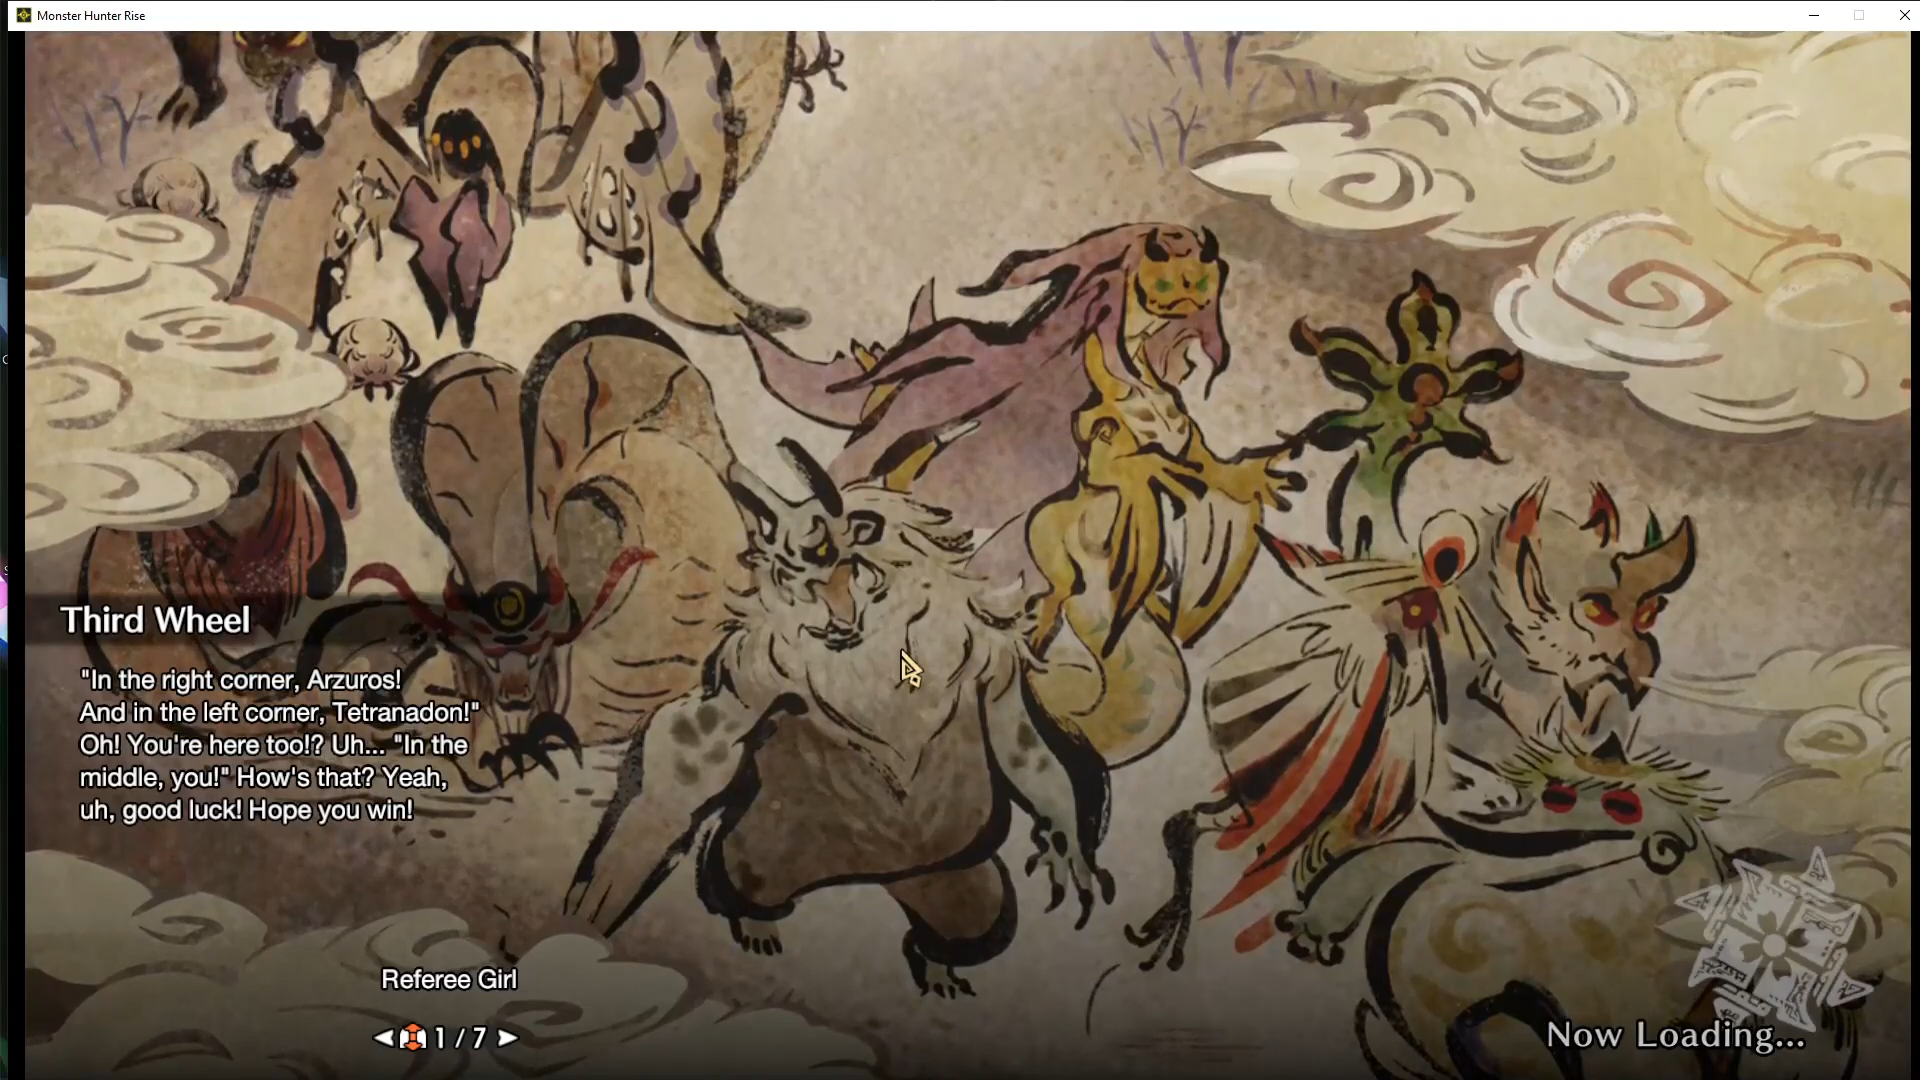 Monster Hunter Rise
Third Wheel
"In the right corner, Arzuros!
And in the left corner, Tetranadon!"
Oh! You're here too!? Uh... "In the
middle, you!" How's that? Yeah,
uh, good luck! Hope you win!
Referee Girl
1 / 7
Now Loading...